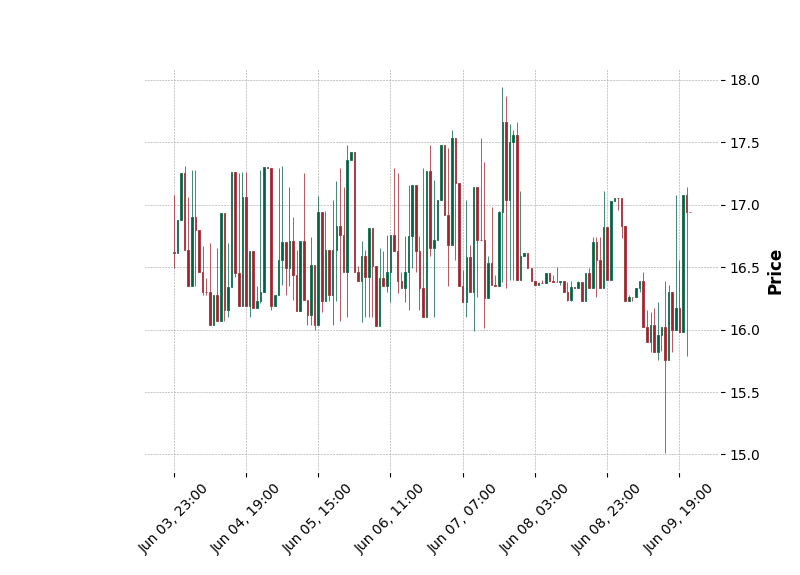 18.0
17.5
17.0
16.5
16.0
15.5
15.0
Price
Jun 03, 23:00
Jun 04, 19:00
Jun 05, 15:00
Jun 06, 11:00
Jun 07, 07:00
Jun 08, 03:00
Jun 08, 23:00
Jun 09, 19:00